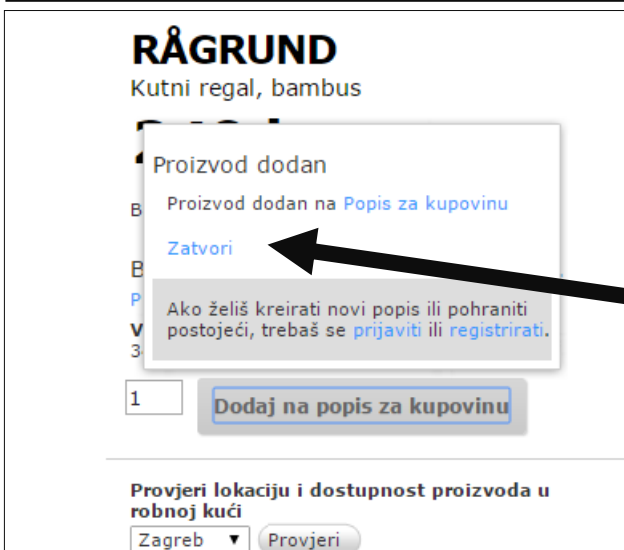 RÅGRUND
Kutni regal, bambus
Proizvod dodan
Proizvod dodan na Popis za kupovinu
B
Zatvori
B
P
Ako želiš kreirati novi popis ili pohraniti
postojeći, trebaš se prijaviti ili registrirati.
v
3
1
Dodaj na popis za kupovinu
Provjeri lokaciju i dostupnost proizvoda u
robnoj kući
Zagreb
Provjeri